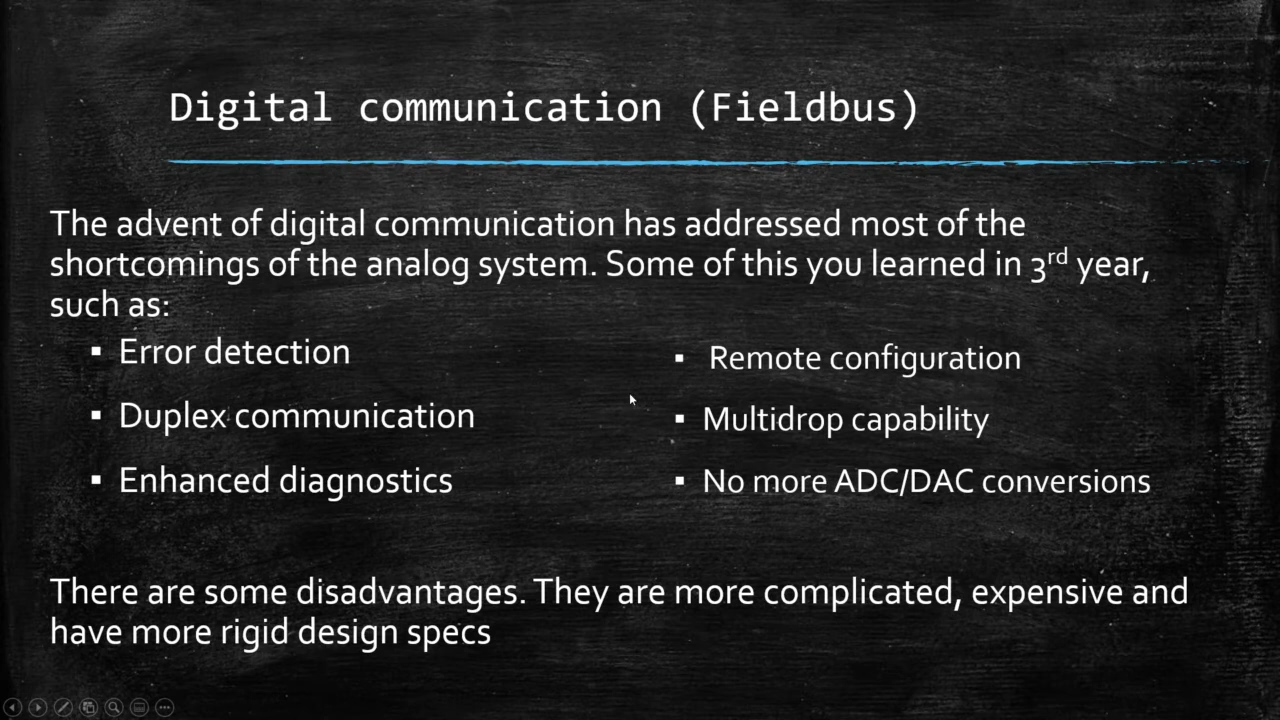 Digital communication (Fieldbus)
The advent of digital communication has addressed most of the
shortcomings of the analog system. Some of this you learned in 3rd year,
such as:
▪ Error detection
▪ Duplex communication
▪ Enhanced diagnostics
▪ Remote configuration
▪ Multidrop capability
▪ No more ADC/DAC conversions
There are some disadvantages. They are more complicated, expensive and
have more rigid design specs